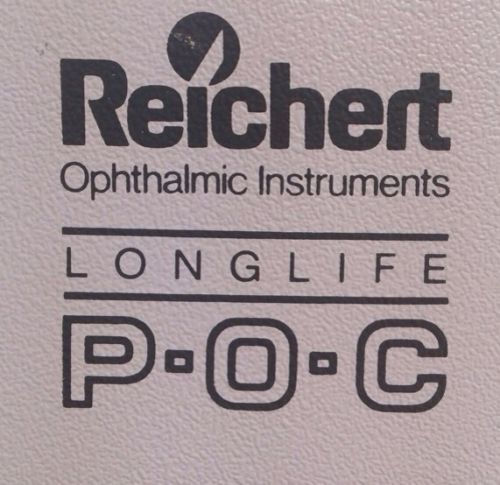 Reichert
Ophthalmic Instruments
LONGLIFE
P·O·C